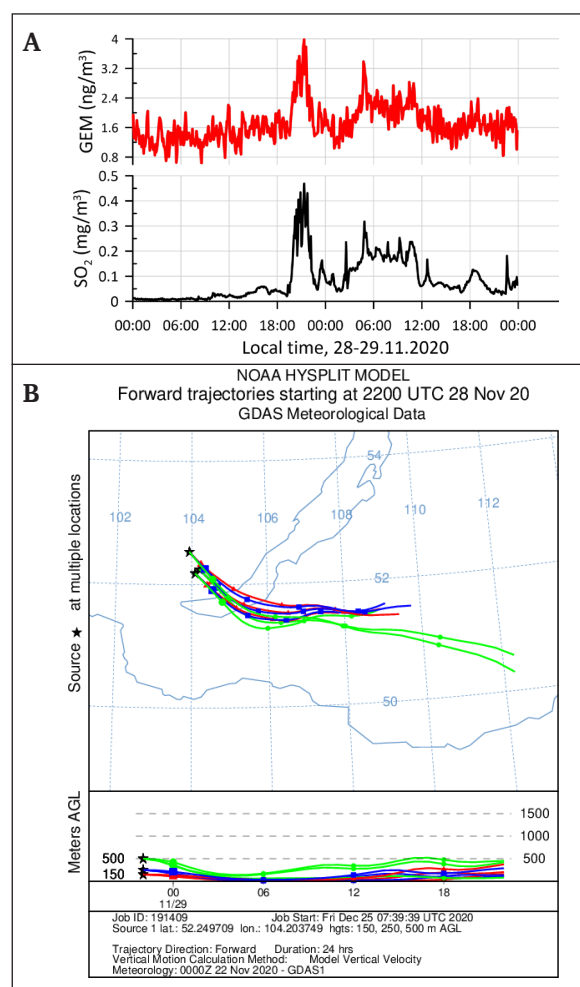 A
GEM (ng/m³)
4
3.2
2.4
1.6
0.8
SO₂ (mg/m³)
0.5
0.4
0.3
0.2
0.1
0
00:00 06:00 12:00 18:00 00:00 06:00 12:00 18:00 00:00
Local time, 28-29.11.2020
B
NOAA HYSPLIT MODEL
Forward trajectories starting at 2200 UTC 28 Nov 20
GDAS Meteorological Data
Source ★ at multiple locations
54
102 104 106 108 110 112
52
50
Meters AGL
1500
1000
500 500
150
00 06 12 18
11/29
Job ID: 191409 Job Start: Fri Dec 25 07:39:39 UTC 2020
Source 1 lat.: 52.249709 lon.: 104.203749 hgts: 150, 250, 500 m AGL
Trajectory Direction: Forward Duration: 24 hrs
Vertical Motion Calculation Method: Model Vertical Velocity
Meteorology: 0000Z 22 Nov 2020 - GDAS1